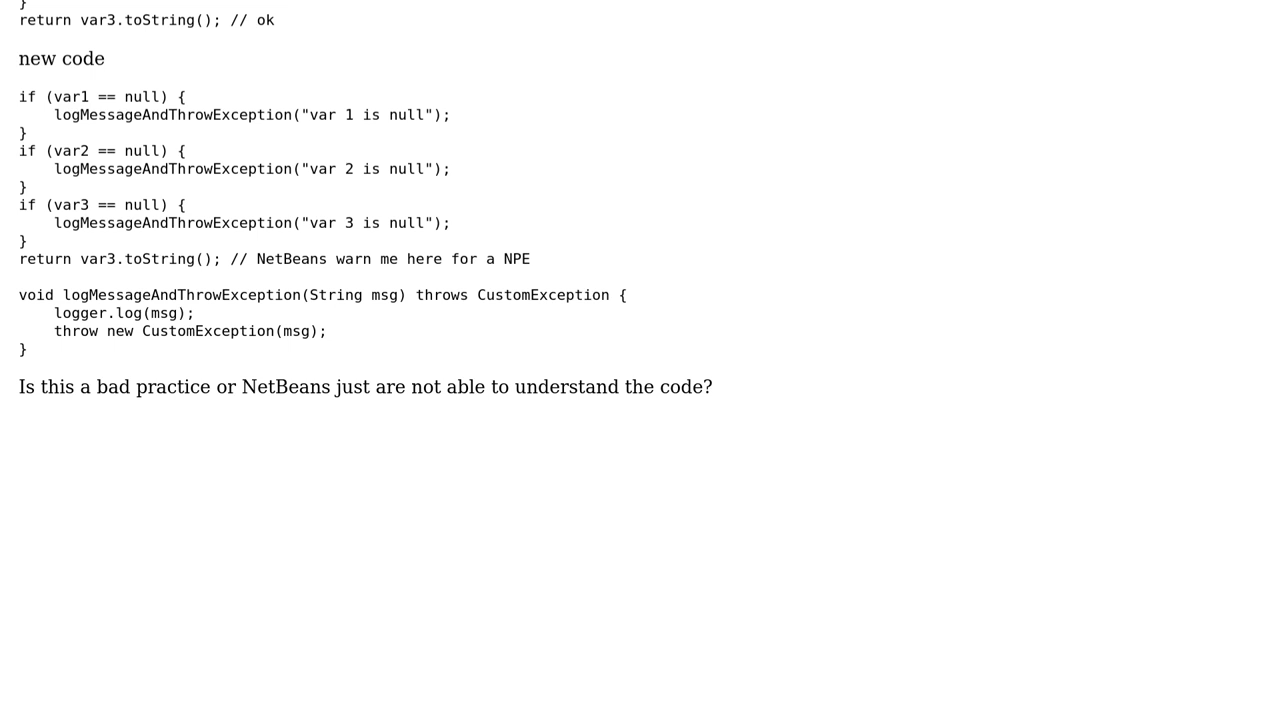 }
return var3.toString(); // ok
new code
if (var1 == null) {
    logMessageAndThrowException("var 1 is null");
}
if (var2 == null) {
    logMessageAndThrowException("var 2 is null");
}
if (var3 == null) {
    logMessageAndThrowException("var 3 is null");
}
return var3.toString(); // NetBeans warn me here for a NPE
void logMessageAndThrowException(String msg) throws CustomException {
    logger.log(msg);
    throw new CustomException(msg);
}
Is this a bad practice or NetBeans just are not able to understand the code?